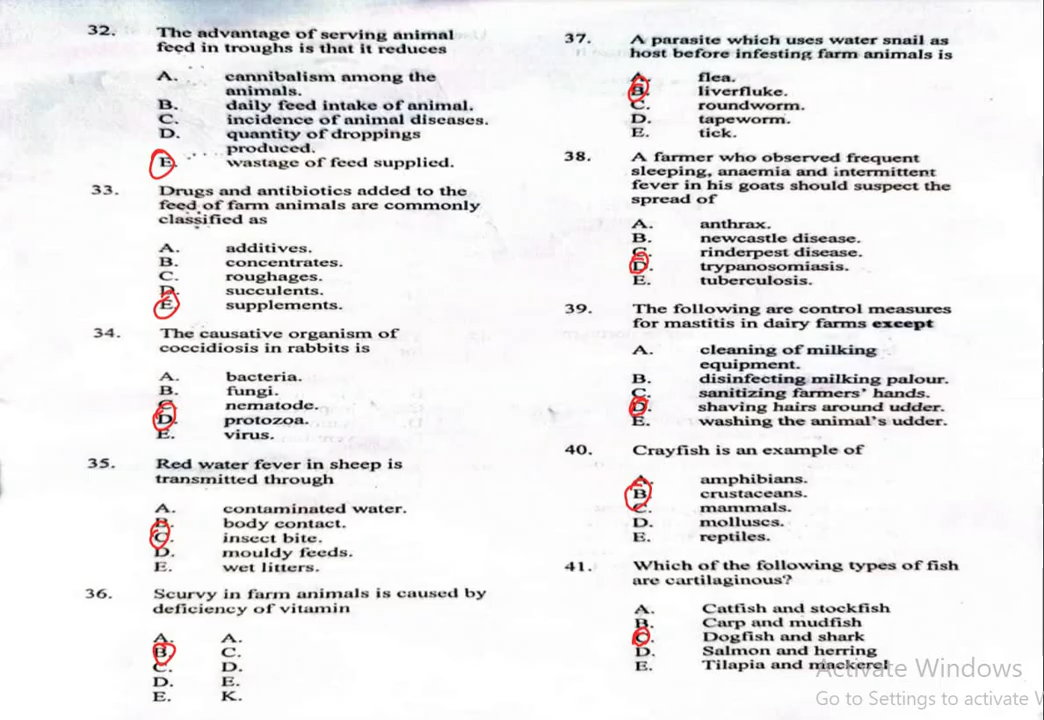 32. The advantage of serving animal
feed in troughs is that it reduces
A. cannibalism among the
animals.
B. daily feed intake of animal.
C. incidence of animal diseases.
D. quantity of droppings
produced.
E. wastage of feed supplied.
33. Drugs and antibiotics added to the
feed of farm animals are commonly
classified as
A. additives.
B. concentrates.
C. roughages.
D. succulents.
E. supplements.
34. The causative organism of
coccidiosis in rabbits is
A. bacteria.
B. fungi.
C. nematode.
D. protozoa.
E. virus.
35. Red water fever in sheep is
transmitted through
A. contaminated water.
B. body contact.
C. insect bite.
D. mouldy feeds.
E. wet litters.
36. Scurvy in farm animals is caused by
deficiency of vitamin
A. A.
B. C.
C. D.
D. E.
E. K.
37. A parasite which uses water snail as
host before infesting farm animals is
A. flea.
B. liverfluke.
C. roundworm.
D. tapeworm.
E. tick.
38. A farmer who observed frequent
sleeping, anaemia and intermittent
fever in his goats should suspect the
spread of
A. anthrax.
B. newcastle disease.
C. rinderpest disease.
D. trypanosomiasis.
E. tuberculosis.
39. The following are control measures
for mastitis in dairy farms except
A. cleaning of milking
equipment.
B. disinfecting milking palour.
C. sanitizing farmers' hands.
D. shaving hairs around udder.
E. washing the animal's udder.
40. Crayfish is an example of
A. amphibians.
B. crustaceans.
C. mammals.
D. molluscs.
E. reptiles.
41. Which of the following types of fish
are cartilaginous?
A. Catfish and stockfish
B. Carp and mudfish
C. Dogfish and shark
D. Salmon and herring
E. Tilapia and mackerel
Activate Windows
Go to Settings to activate W